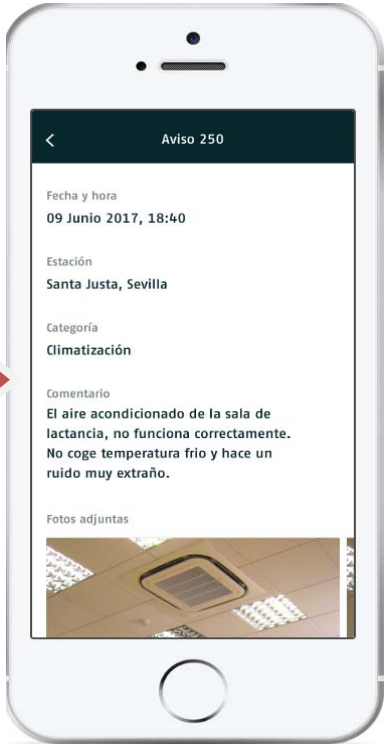 Aviso 250
Fecha y hora
09 Junio 2017, 18:40
Estación
Santa Justa, Sevilla
Categoría
Climatización
Comentario
El aire acondicionado de la sala de
lactancia, no funciona correctamente.
No coge temperatura frio y hace un
ruido muy extraño.
Fotos adjuntas